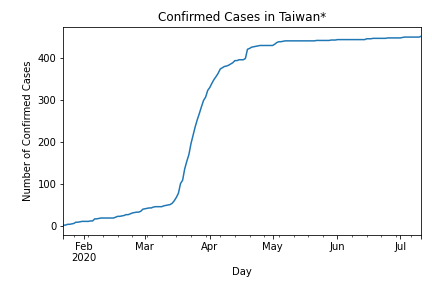 Confirmed Cases in Taiwan*
Number of Confirmed Cases
400
300
200
100
0
Feb Mar Apr May Jun Jul
2020
Day